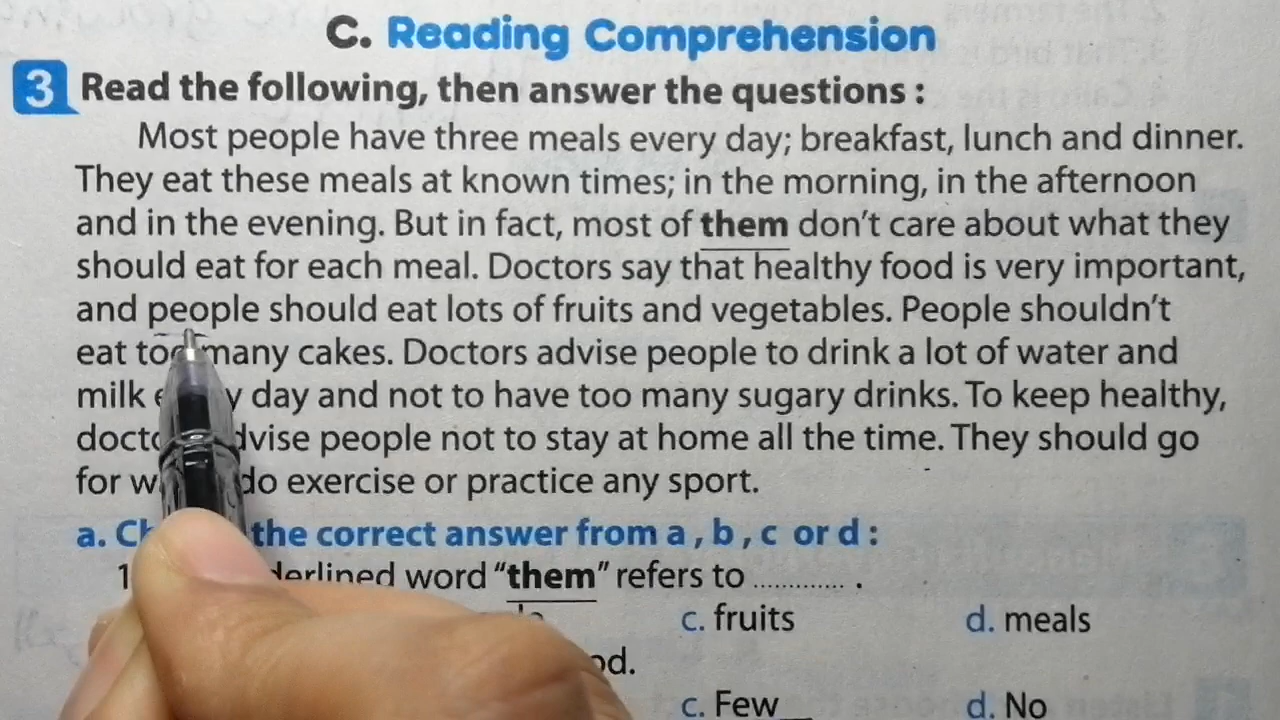 C. Reading Comprehension
3 Read the following, then answer the questions :
Most people have three meals every day; breakfast, lunch and dinner.
They eat these meals at known times; in the morning, in the afternoon
and in the evening. But in fact, most of them don't care about what they
should eat for each meal. Doctors say that healthy food is very important,
and people should eat lots of fruits and vegetables. People shouldn't
eat too many cakes. Doctors advise people to drink a lot of water and
milk day and not to have too many sugary drinks. To keep healthy,
advise people not to stay at home all the time. They should go
for do exercise or practice any sport.
a. the correct answer from a , b , c or d :
1 word "them" refers to ............. .
c. fruits d. meals
c. Few d. No